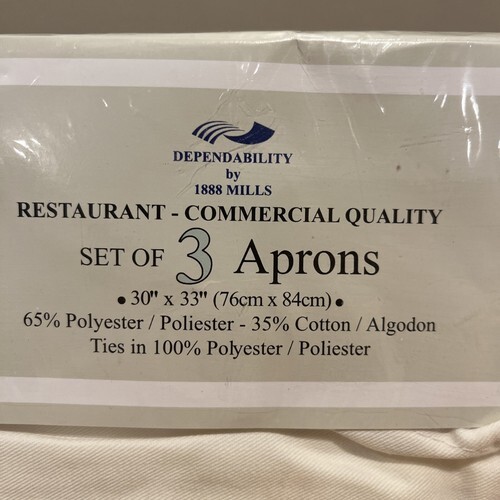 DEPENDABILITY
by
1888 MILLS
RESTAURANT - COMMERCIAL QUALITY
SET OF 3 Aprons
• 30" x 33" (76cm x 84cm) •
65% Polyester / Poliester - 35% Cotton / Algodon
Ties in 100% Polyester / Poliester